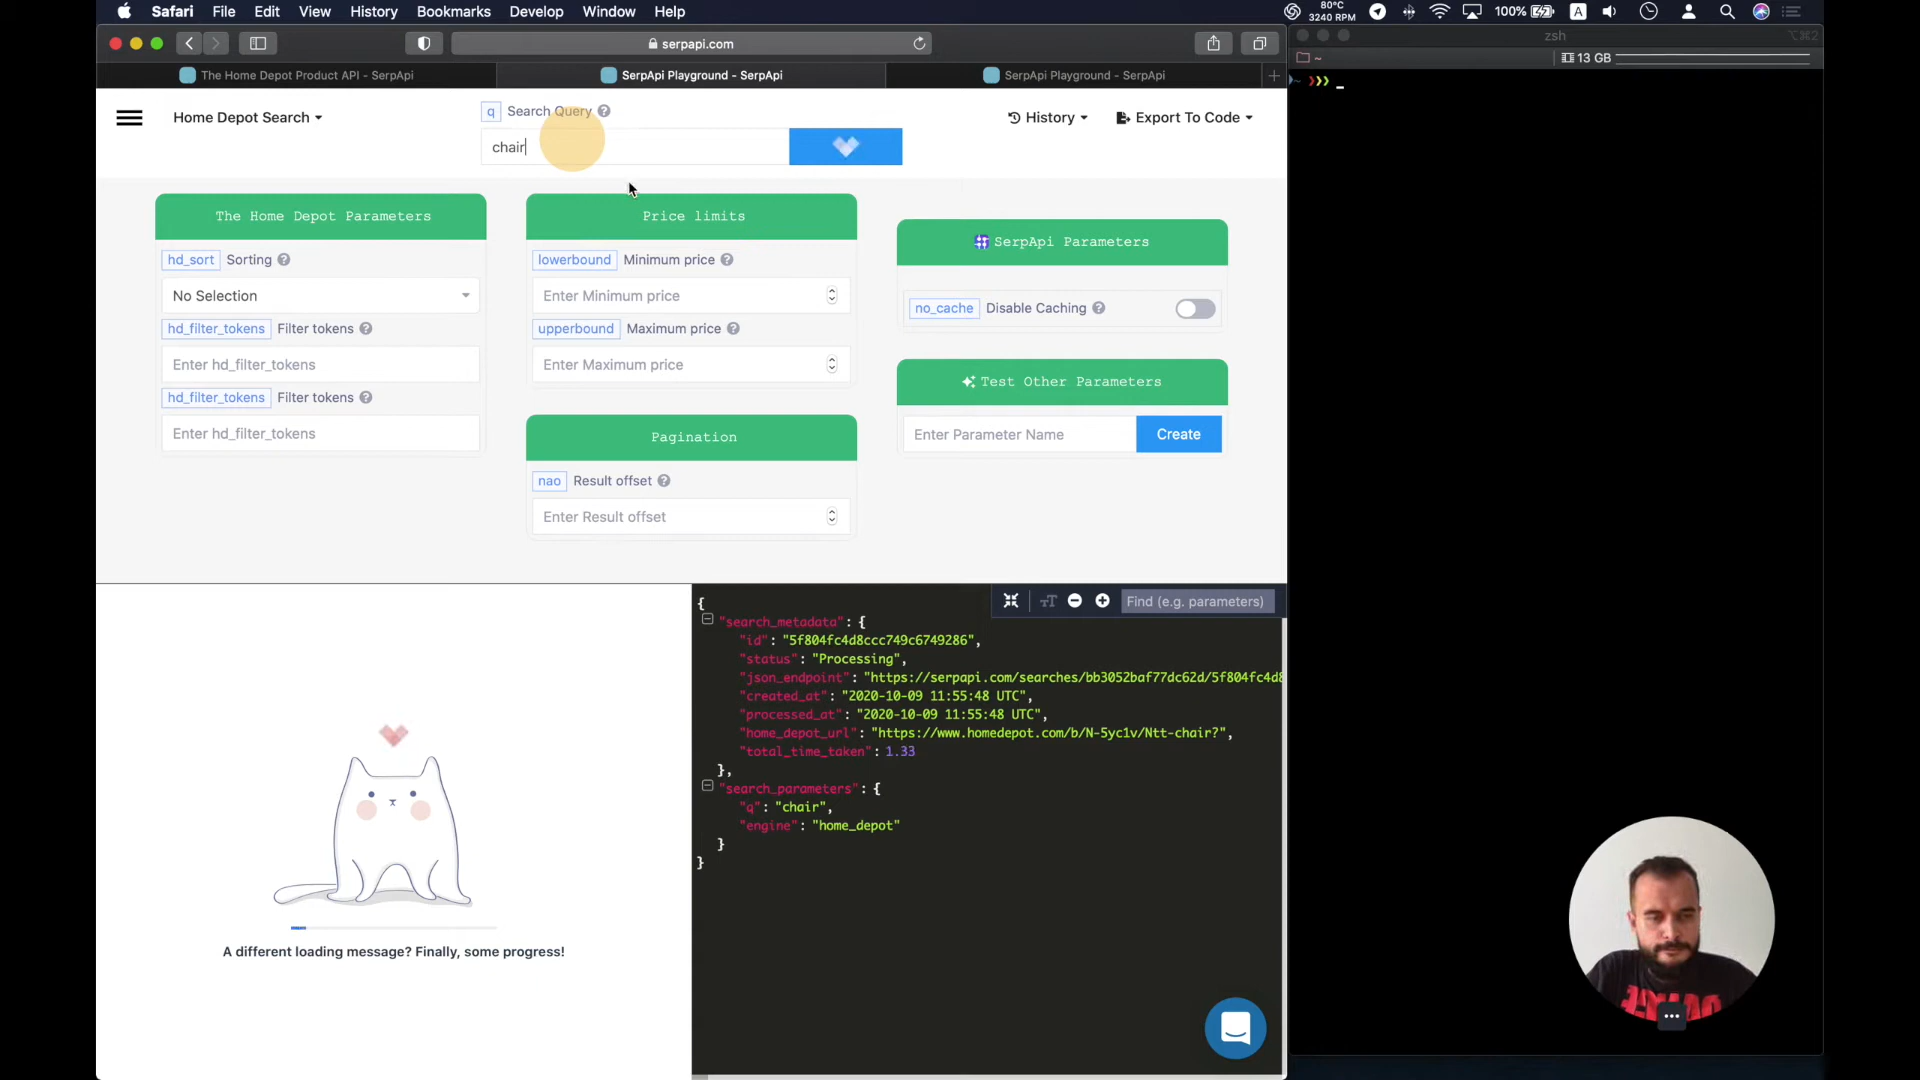 Safari File Edit View History Bookmarks Develop Window Help
80°C
3240 RPM
100%
A
serpapi.com
The Home Depot Product API - SerpApi
SerpApi Playground - SerpApi
SerpApi Playground - SerpApi
zsh
⌥⌘2
~
13 GB
~ ❯❯❯
Home Depot Search
q Search Query
chair
History
Export To Code
The Home Depot Parameters
hd_sort Sorting
No Selection
hd_filter_tokens Filter tokens
Enter hd_filter_tokens
hd_filter_tokens Filter tokens
Enter hd_filter_tokens
Price limits
lowerbound Minimum price
Enter Minimum price
upperbound Maximum price
Enter Maximum price
Pagination
nao Result offset
Enter Result offset
SerpApi Parameters
no_cache Disable Caching
Test Other Parameters
Enter Parameter Name
Create
A different loading message? Finally, some progress!
Find (e.g. parameters)
{
"search_metadata": {
"id": "5f804fc4d8ccc749c6749286",
"status": "Processing",
"json_endpoint": "https://serpapi.com/searches/bb3052baf77dc62d/5f804fc4d8
"created_at": "2020-10-09 11:55:48 UTC",
"processed_at": "2020-10-09 11:55:48 UTC",
"home_depot_url": "https://www.homedepot.com/b/N-5yc1v/Ntt-chair?",
"total_time_taken": 1.33
},
"search_parameters": {
"q": "chair",
"engine": "home_depot"
}
}